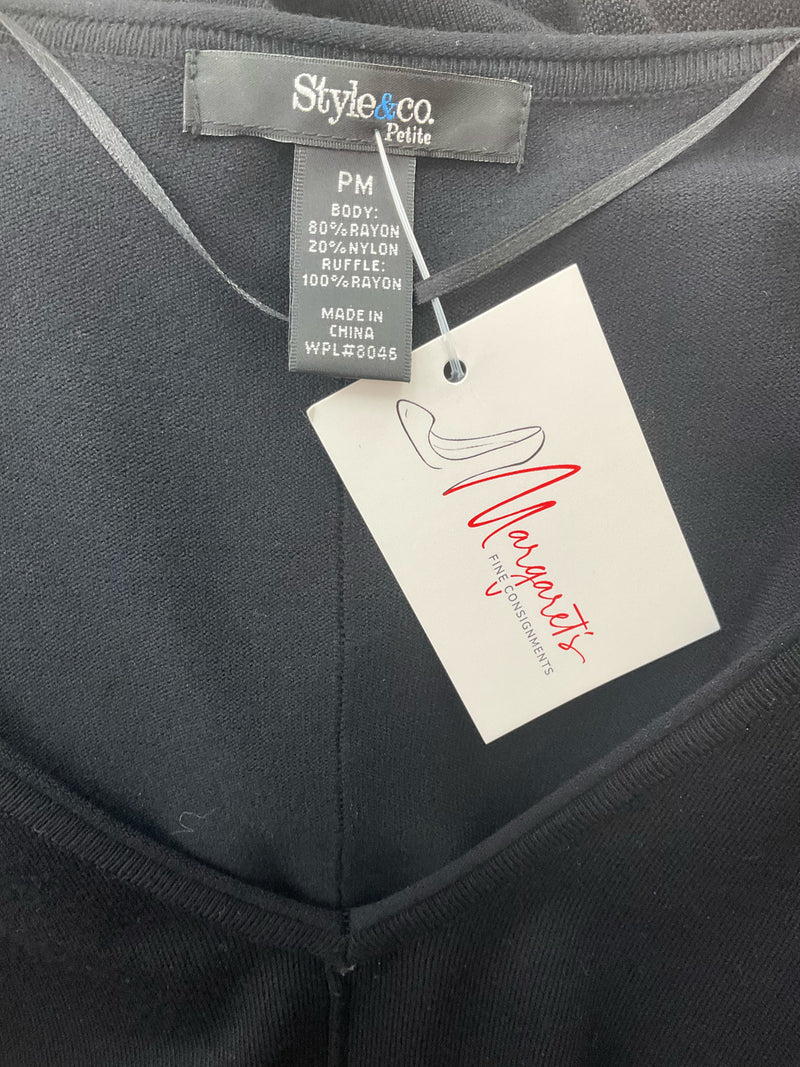 Style&co.
Petite
PM
BODY:
80%RAYON
20%NYLON
RUFFLE:
100%RAYON
MADE IN
CHINA
WPL#8046
Margaret's
FINE CONSIGNMENTS